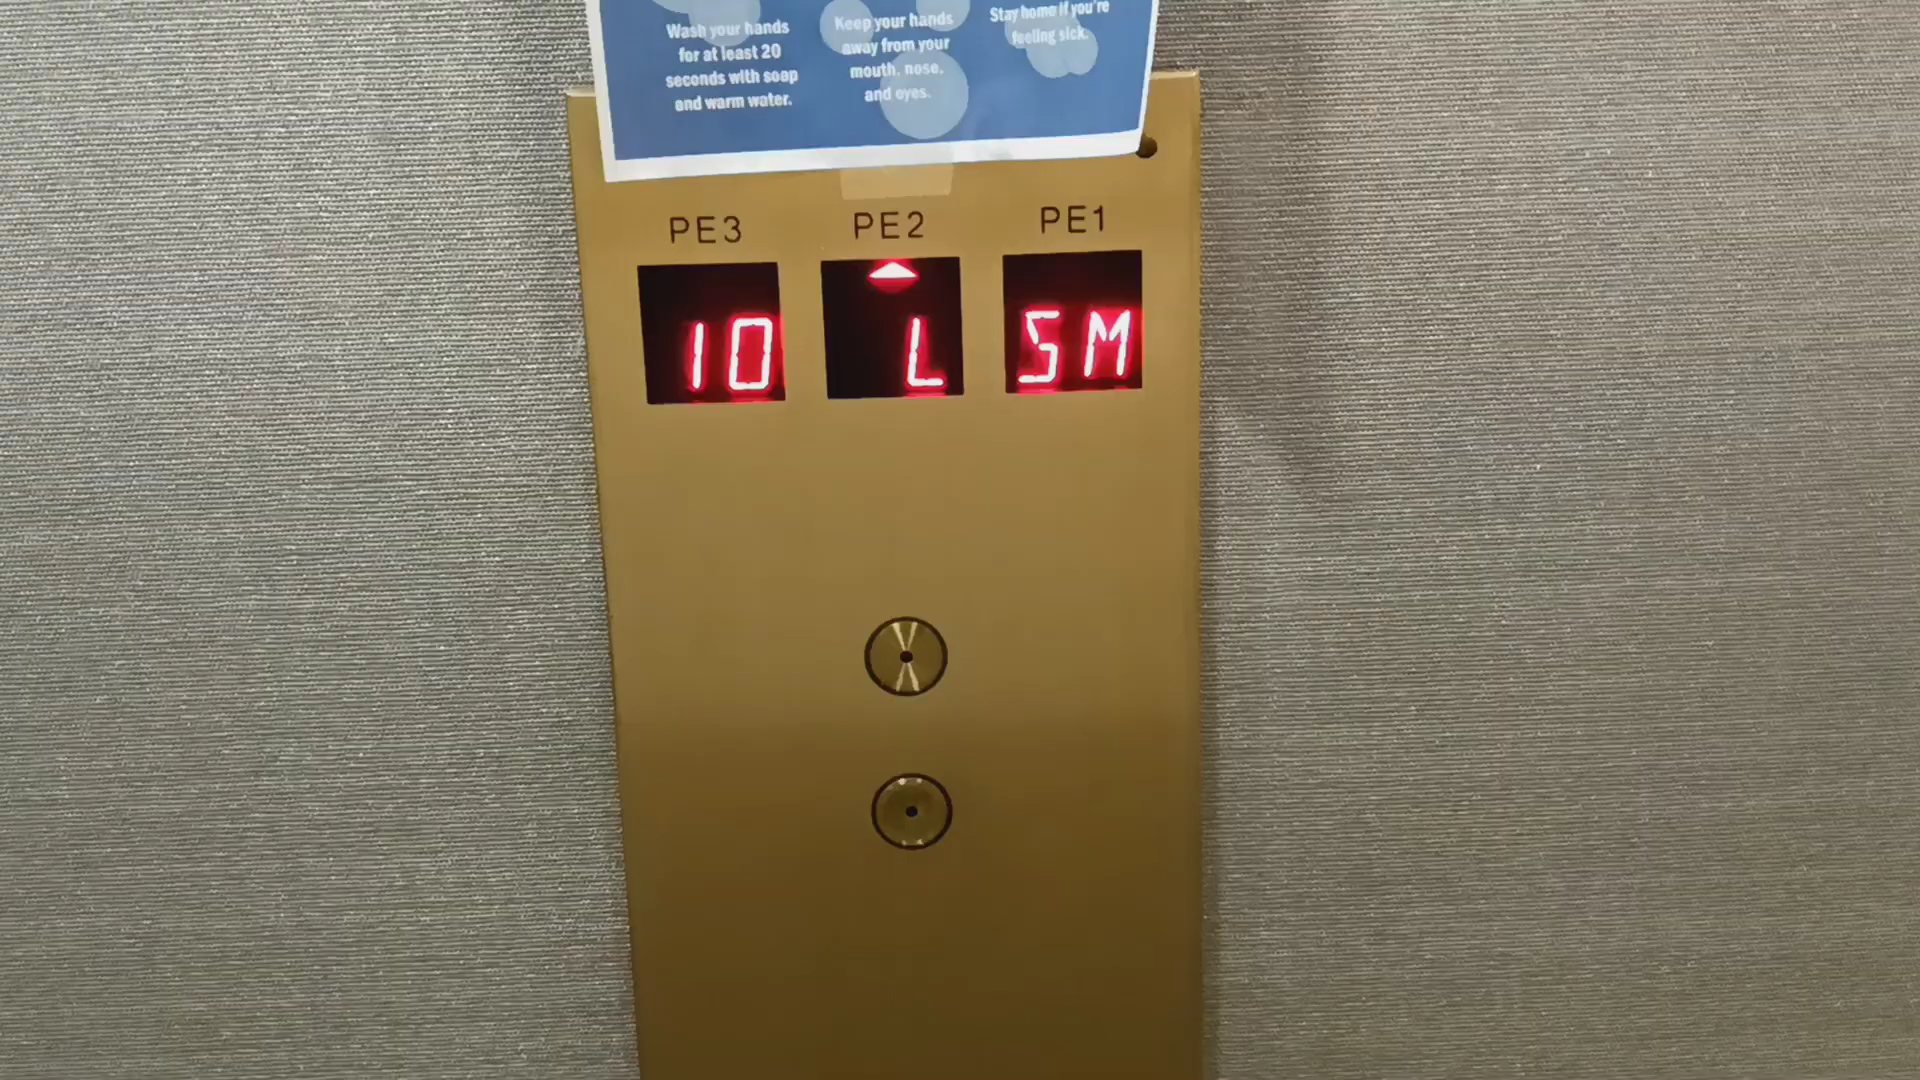 Wash your hands
for at least 20
seconds with soap
and warm water.
Keep your hands
away from your
mouth, nose,
and eyes.
Stay home if you're
feeling sick.
PE3
PE2
PE1
10
L
SM